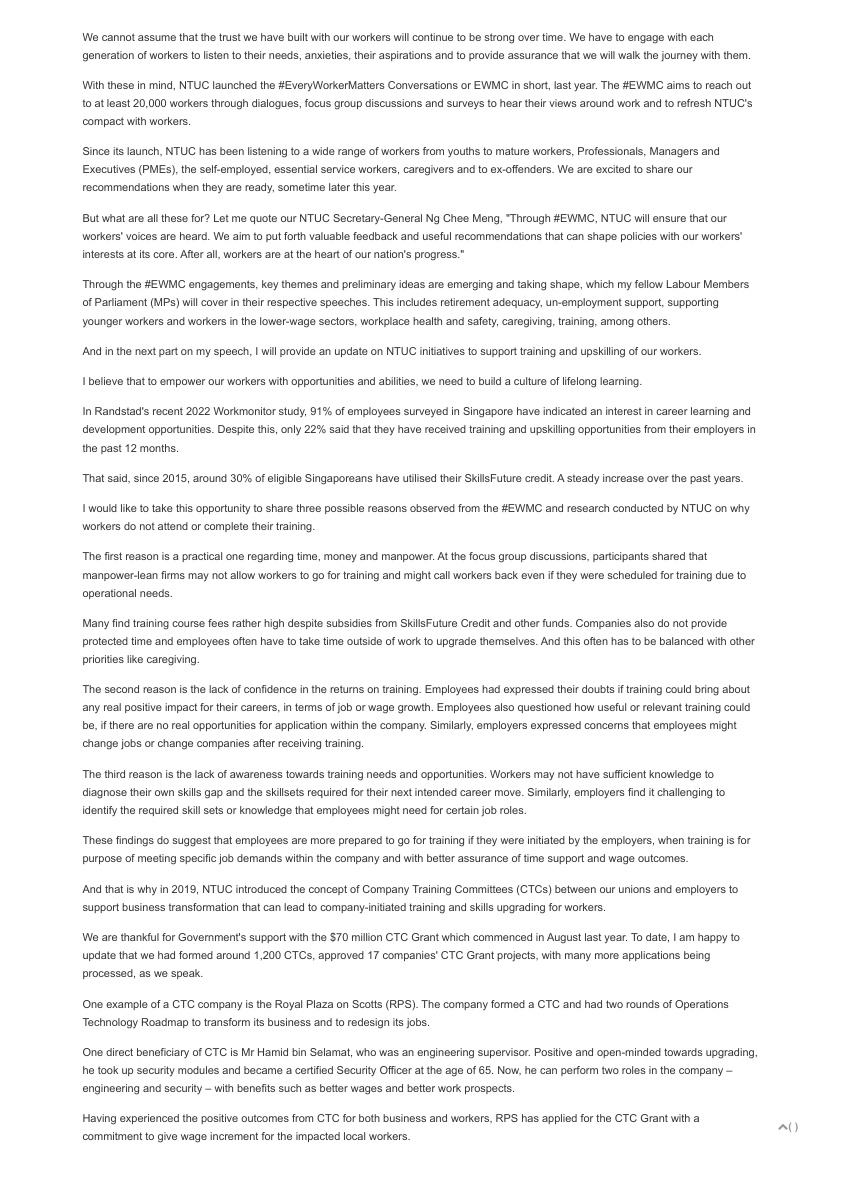 We cannot assume that the trust we have built with our workers will continue to be strong over time. We have to engage with each
generation of workers to listen to their needs, anxieties, their aspirations and to provide assurance that we will walk the journey with them.
With these in mind, NTUC launched the #EveryWorkerMatters Conversations or EWMC in short, last year. The #EWMC aims to reach out
to at least 20,000 workers through dialogues, focus group discussions and surveys to hear their views around work and to refresh NTUC's
compact with workers.
Since its launch, NTUC has been listening to a wide range of workers from youths to mature workers, Professionals, Managers and
Executives (PMEs), the self-employed, essential service workers, caregivers and to ex-offenders. We are excited to share our
recommendations when they are ready, sometime later this year.
But what are all these for? Let me quote our NTUC Secretary-General Ng Chee Meng, "Through #EWMC, NTUC will ensure that our
workers' voices are heard. We aim to put forth valuable feedback and useful recommendations that can shape policies with our workers'
interests at its core. After all, workers are at the heart of our nation's progress."
Through the #EWMC engagements, key themes and preliminary ideas are emerging and taking shape, which my fellow Labour Members
of Parliament (MPs) will cover in their respective speeches. This includes retirement adequacy, un-employment support, supporting
younger workers and workers in the lower-wage sectors, workplace health and safety, caregiving, training, among others.
And in the next part on my speech, I will provide an update on NTUC initiatives to support training and upskilling of our workers.
I believe that to empower our workers with opportunities and abilities, we need to build a culture of lifelong learning.
In Randstad's recent 2022 Workmonitor study, 91% of employees surveyed in Singapore have indicated an interest in career learning and
development opportunities. Despite this, only 22% said that they have received training and upskilling opportunities from their employers in
the past 12 months.
That said, since 2015, around 30% of eligible Singaporeans have utilised their SkillsFuture credit. A steady increase over the past years.
I would like to take this opportunity to share three possible reasons observed from the #EWMC and research conducted by NTUC on why
workers do not attend or complete their training.
The first reason is a practical one regarding time, money and manpower. At the focus group discussions, participants shared that
manpower-lean firms may not allow workers to go for training and might call workers back even if they were scheduled for training due to
operational needs.
Many find training course fees rather high despite subsidies from SkillsFuture Credit and other funds. Companies also do not provide
protected time and employees often have to take time outside of work to upgrade themselves. And this often has to be balanced with other
priorities like caregiving.
The second reason is the lack of confidence in the returns on training. Employees had expressed their doubts if training could bring about
any real positive impact for their careers, in terms of job or wage growth. Employees also questioned how useful or relevant training could
be, if there are no real opportunities for application within the company. Similarly, employers expressed concerns that employees might
change jobs or change companies after receiving training.
The third reason is the lack of awareness towards training needs and opportunities. Workers may not have sufficient knowledge to
diagnose their own skills gap and the skillsets required for their next intended career move. Similarly, employers find it challenging to
identify the required skill sets or knowledge that employees might need for certain job roles.
These findings do suggest that employees are more prepared to go for training if they were initiated by the employers, when training is for
purpose of meeting specific job demands within the company and with better assurance of time support and wage outcomes.
And that is why in 2019, NTUC introduced the concept of Company Training Committees (CTCs) between our unions and employers to
support business transformation that can lead to company-initiated training and skills upgrading for workers.
We are thankful for Government's support with the $70 million CTC Grant which commenced in August last year. To date, I am happy to
update that we had formed around 1,200 CTCs, approved 17 companies' CTC Grant projects, with many more applications being
processed, as we speak.
One example of a CTC company is the Royal Plaza on Scotts (RPS). The company formed a CTC and had two rounds of Operations
Technology Roadmap to transform its business and to redesign its jobs.
One direct beneficiary of CTC is Mr Hamid bin Selamat, who was an engineering supervisor. Positive and open-minded towards upgrading,
he took up security modules and became a certified Security Officer at the age of 65. Now, he can perform two roles in the company –
engineering and security – with benefits such as better wages and better work prospects.
Having experienced the positive outcomes from CTC for both business and workers, RPS has applied for the CTC Grant with a
commitment to give wage increment for the impacted local workers.
( )